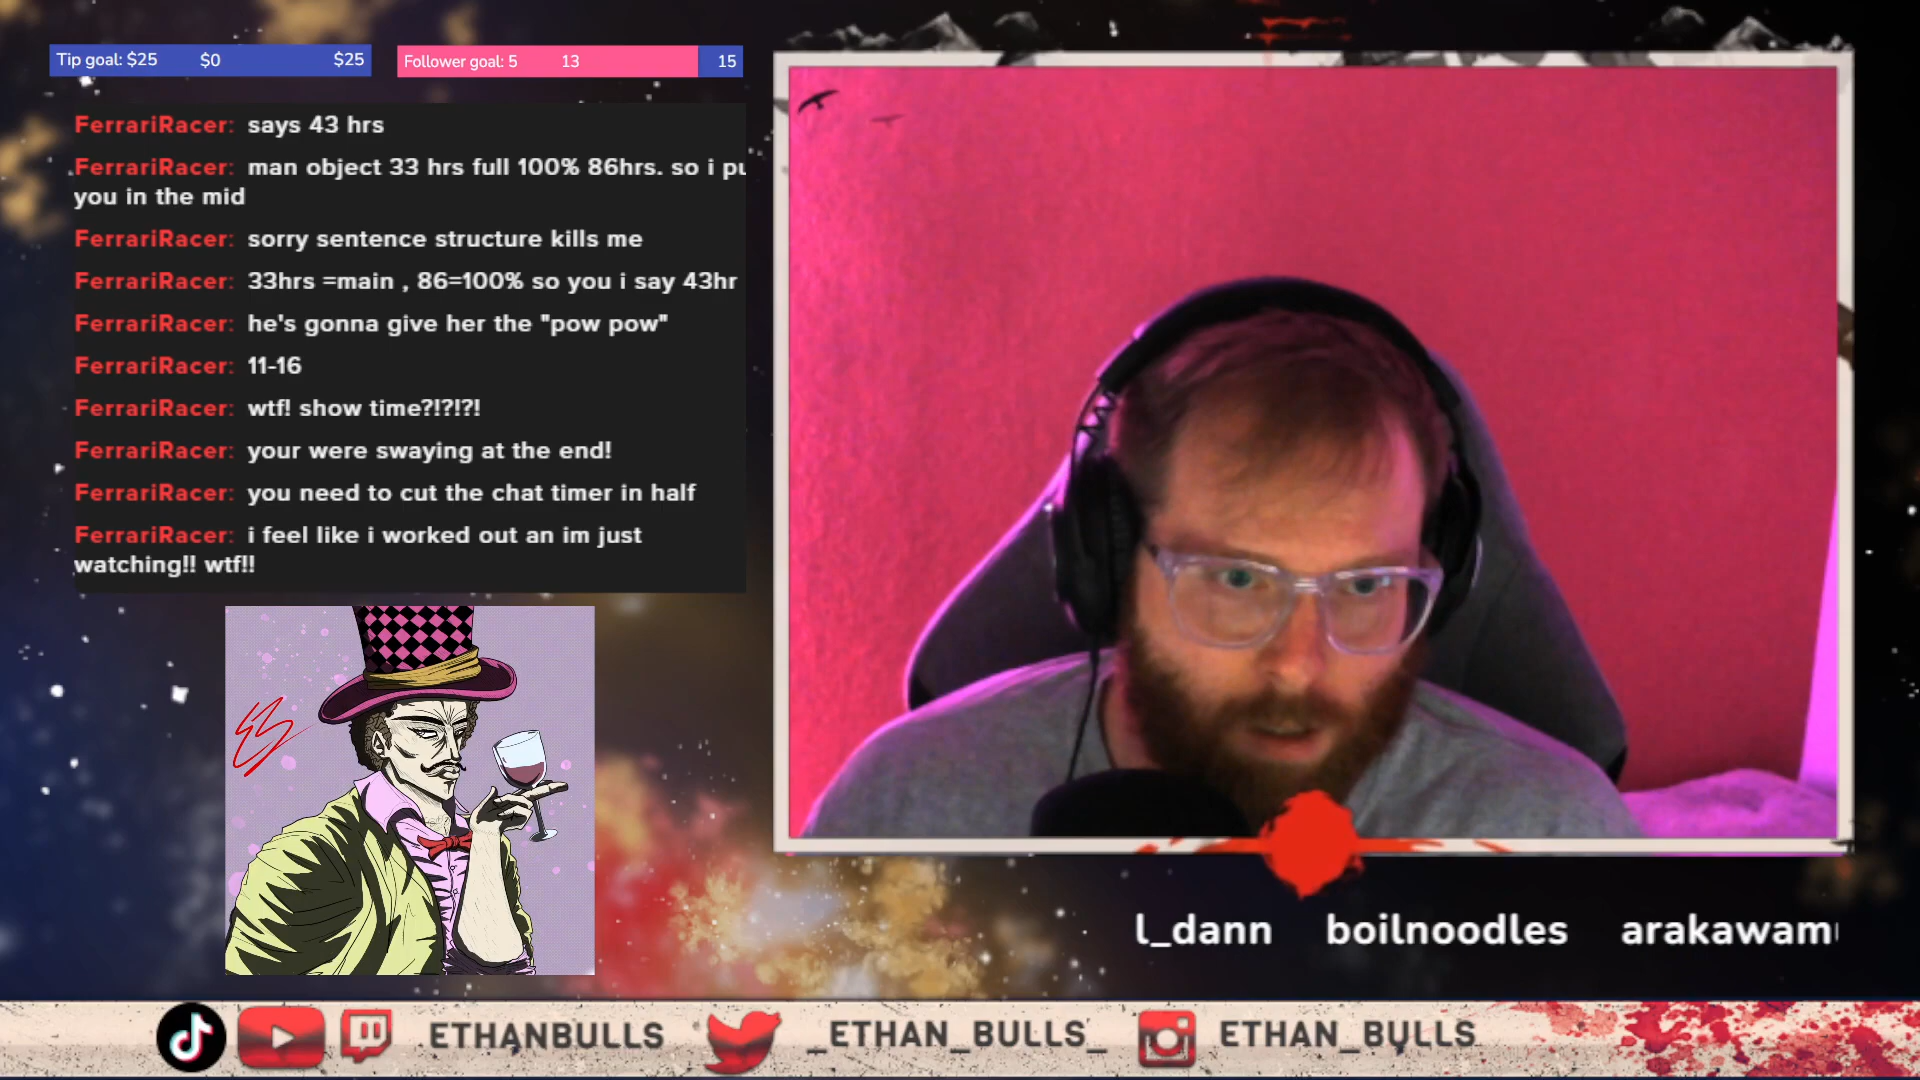 Tip goal: $25 $0 $25
Follower goal: 5 13 15
FerrariRacer: says 43 hrs
FerrariRacer: man object 33 hrs full 100% 86hrs. so i pu
you in the mid
FerrariRacer: sorry sentence structure kills me
FerrariRacer: 33hrs =main , 86=100% so you i say 43hr
FerrariRacer: he's gonna give her the "pow pow"
FerrariRacer: 11-16
FerrariRacer: wtf! show time?!?!?!
FerrariRacer: your were swaying at the end!
FerrariRacer: you need to cut the chat timer in half
FerrariRacer: i feel like i worked out an im just
watching!! wtf!!
l_dann boilnoodles arakawam
ETHANBULLS _ETHAN_BULLS_ ETHAN_BULLS